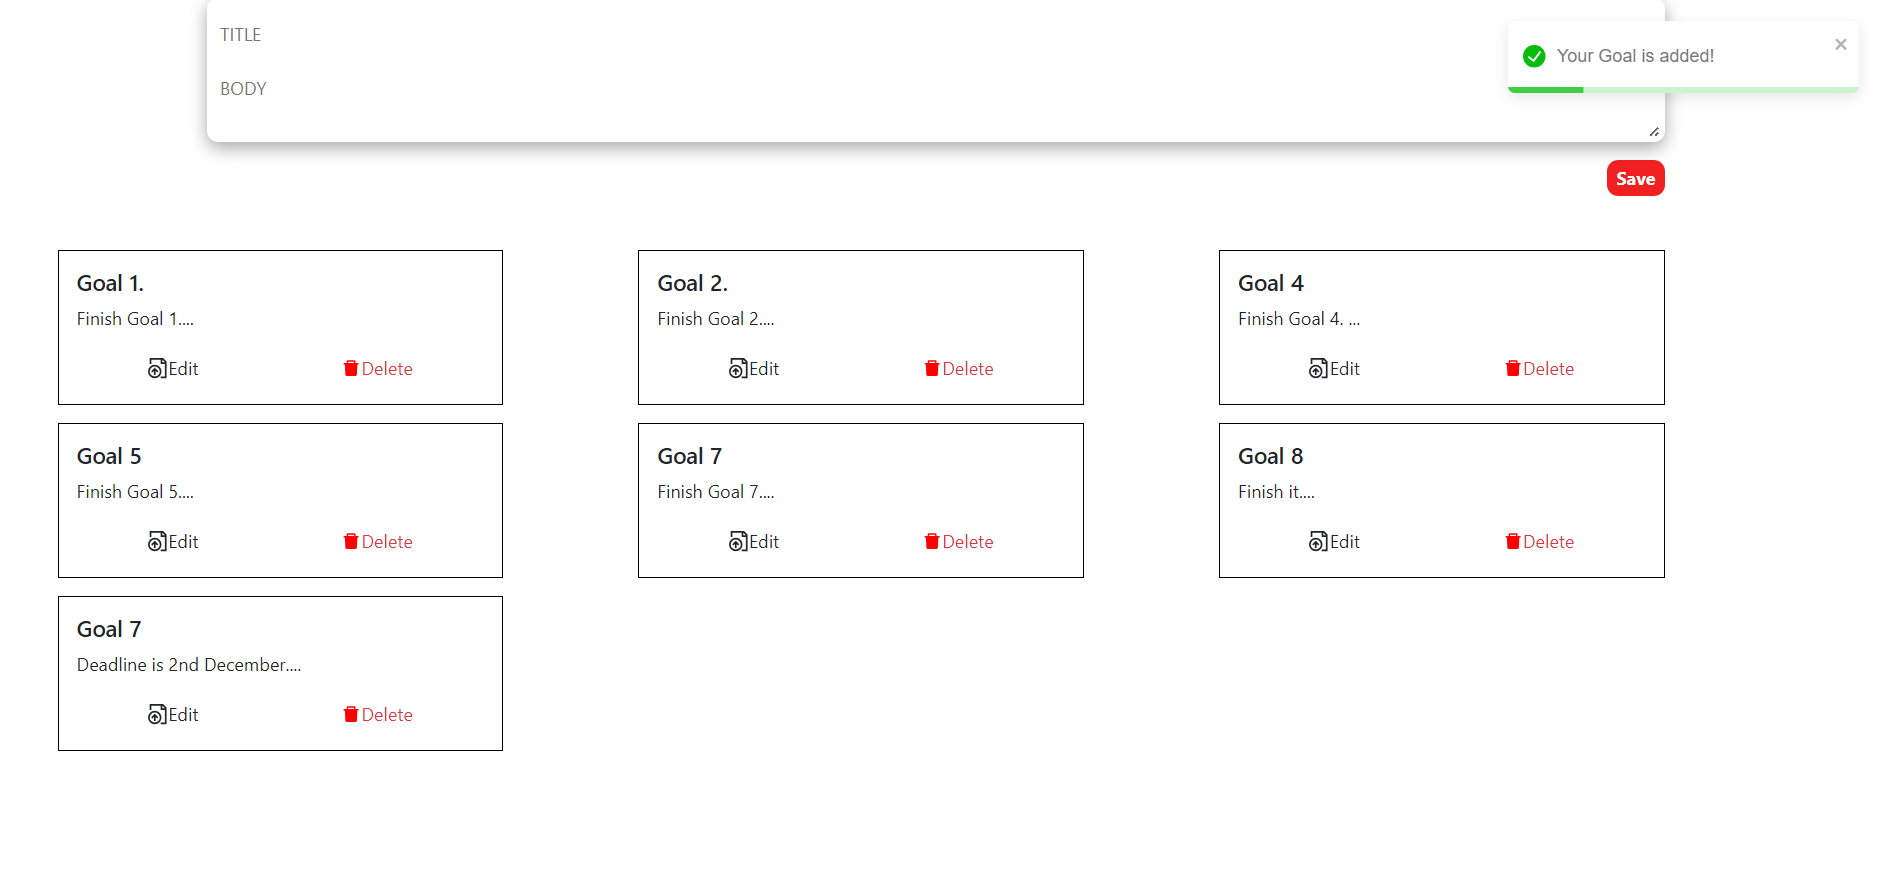 TITLE
Your Goal is added!
BODY
Save
Goal 1.
Finish Goal 1....
Edit
Delete
Goal 2.
Finish Goal 2....
Edit
Delete
Goal 4
Finish Goal 4. ...
Edit
Delete
Goal 5
Finish Goal 5....
Edit
Delete
Goal 7
Finish Goal 7....
Edit
Delete
Goal 8
Finish it....
Edit
Delete
Goal 7
Deadline is 2nd December....
Edit
Delete